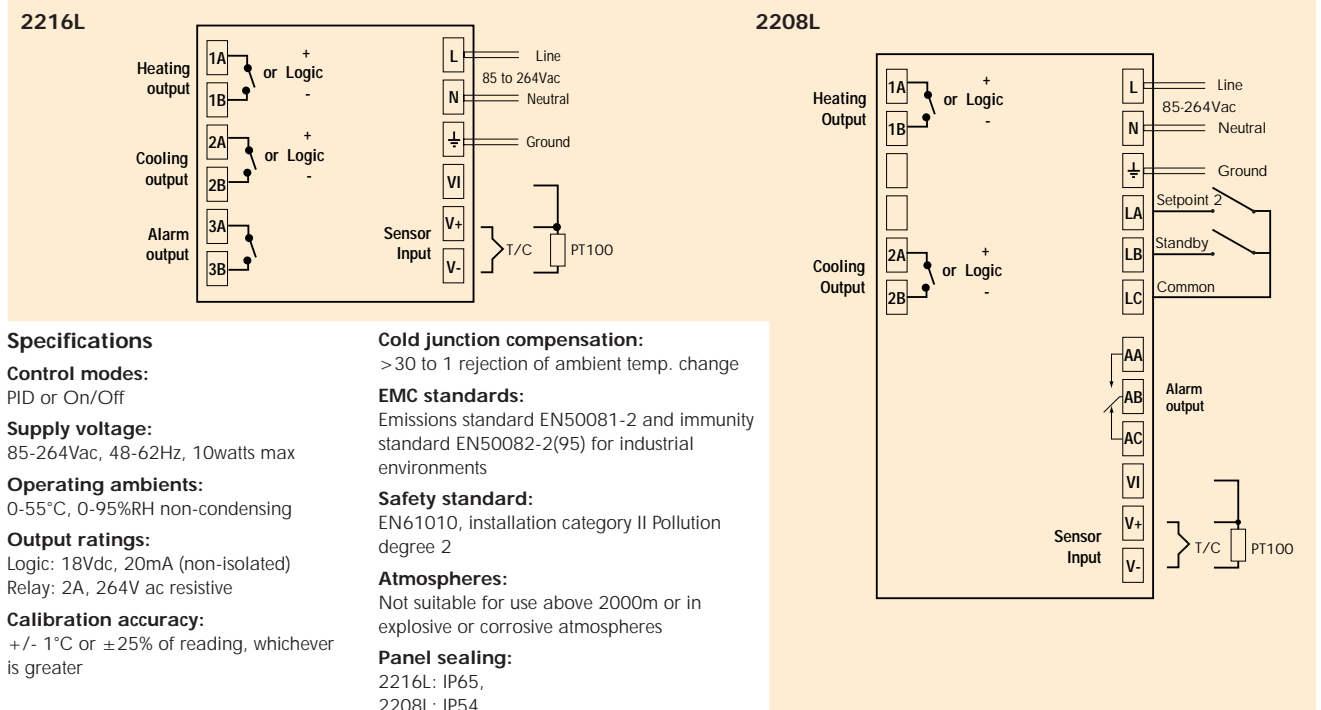 2216L
Heating
output
1A
1B
+
or Logic
-
Cooling
output
2A
2B
+
or Logic
-
Alarm
output
3A
3B
L
Line
85 to 264Vac
N
Neutral
Ground
VI
Sensor
Input
V+
V-
T/C
PT100
2208L
Heating
Output
1A
1B
+
or Logic
-
Cooling
Output
2A
2B
+
or Logic
-
L
Line
85-264Vac
N
Neutral
Ground
LA
Setpoint 2
LB
Standby
LC
Common
AA
AB
AC
Alarm
output
VI
Sensor
Input
V+
V-
T/C
PT100
Specifications
Control modes:
PID or On/Off
Supply voltage:
85-264Vac, 48-62Hz, 10watts max
Operating ambients:
0-55°C, 0-95%RH non-condensing
Output ratings:
Logic: 18Vdc, 20mA (non-isolated)
Relay: 2A, 264V ac resistive
Calibration accuracy:
+/- 1°C or ±25% of reading, whichever
is greater
Cold junction compensation:
>30 to 1 rejection of ambient temp. change
EMC standards:
Emissions standard EN50081-2 and immunity
standard EN50082-2(95) for industrial
environments
Safety standard:
EN61010, installation category II Pollution
degree 2
Atmospheres:
Not suitable for use above 2000m or in
explosive or corrosive atmospheres
Panel sealing:
2216L: IP65,
2208L: IP54